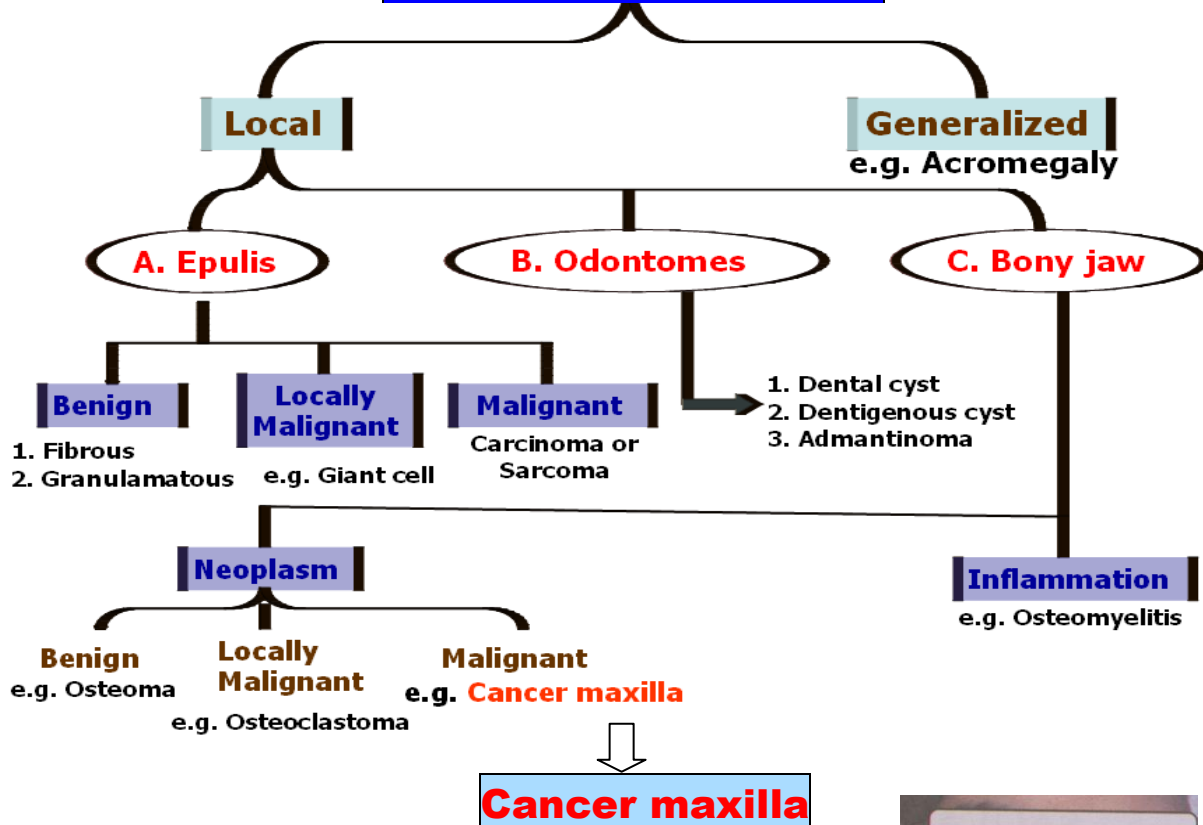 Local
Generalized
e.g. Acromegaly
A. Epulis
B. Odontomes
C. Bony jaw
Benign
1. Fibrous
2. Granulamatous
Locally
Malignant
e.g. Giant cell
Malignant
Carcinoma or
Sarcoma
1. Dental cyst
2. Dentigenous cyst
3. Admantinoma
Neoplasm
Inflammation
e.g. Osteomyelitis
Benign
e.g. Osteoma
Locally
Malignant
e.g. Osteoclastoma
Malignant
e.g. Cancer maxilla
Cancer maxilla